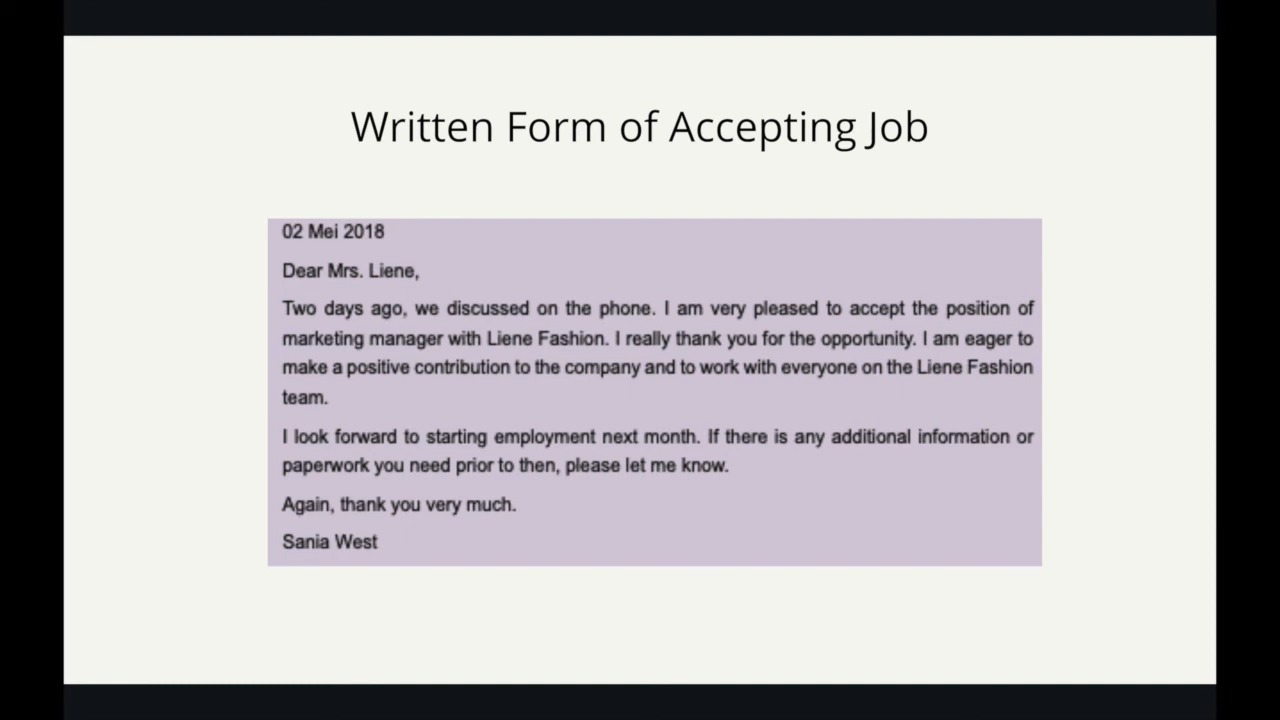 Written Form of Accepting Job
02 Mei 2018
Dear Mrs. Liene,
Two days ago, we discussed on the phone. I am very pleased to accept the position of
marketing manager with Liene Fashion. I really thank you for the opportunity. I am eager to
make a positive contribution to the company and to work with everyone on the Liene Fashion
team.
I look forward to starting employment next month. If there is any additional information or
paperwork you need prior to then, please let me know.
Again, thank you very much.
Sania West